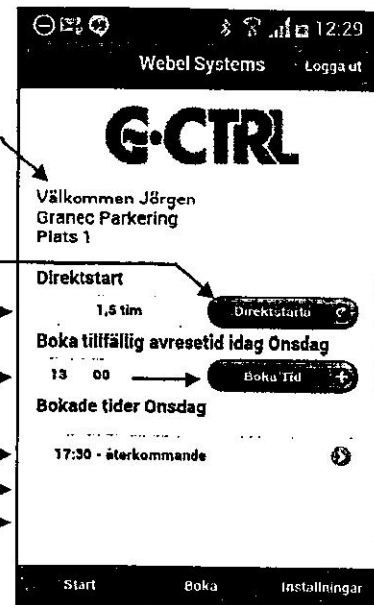 12:29
Webel Systems Logga ut
G·CTRL
Välkommen Jörgen
Granec Parkering
Plats 1
Direktstart
1,5 tim Direktstarta
Boka tillfällig avresetid idag Onsdag
13 00 Boka Tid
Bokade tider Onsdag
17:30 - återkommande
Start Boka Installningar